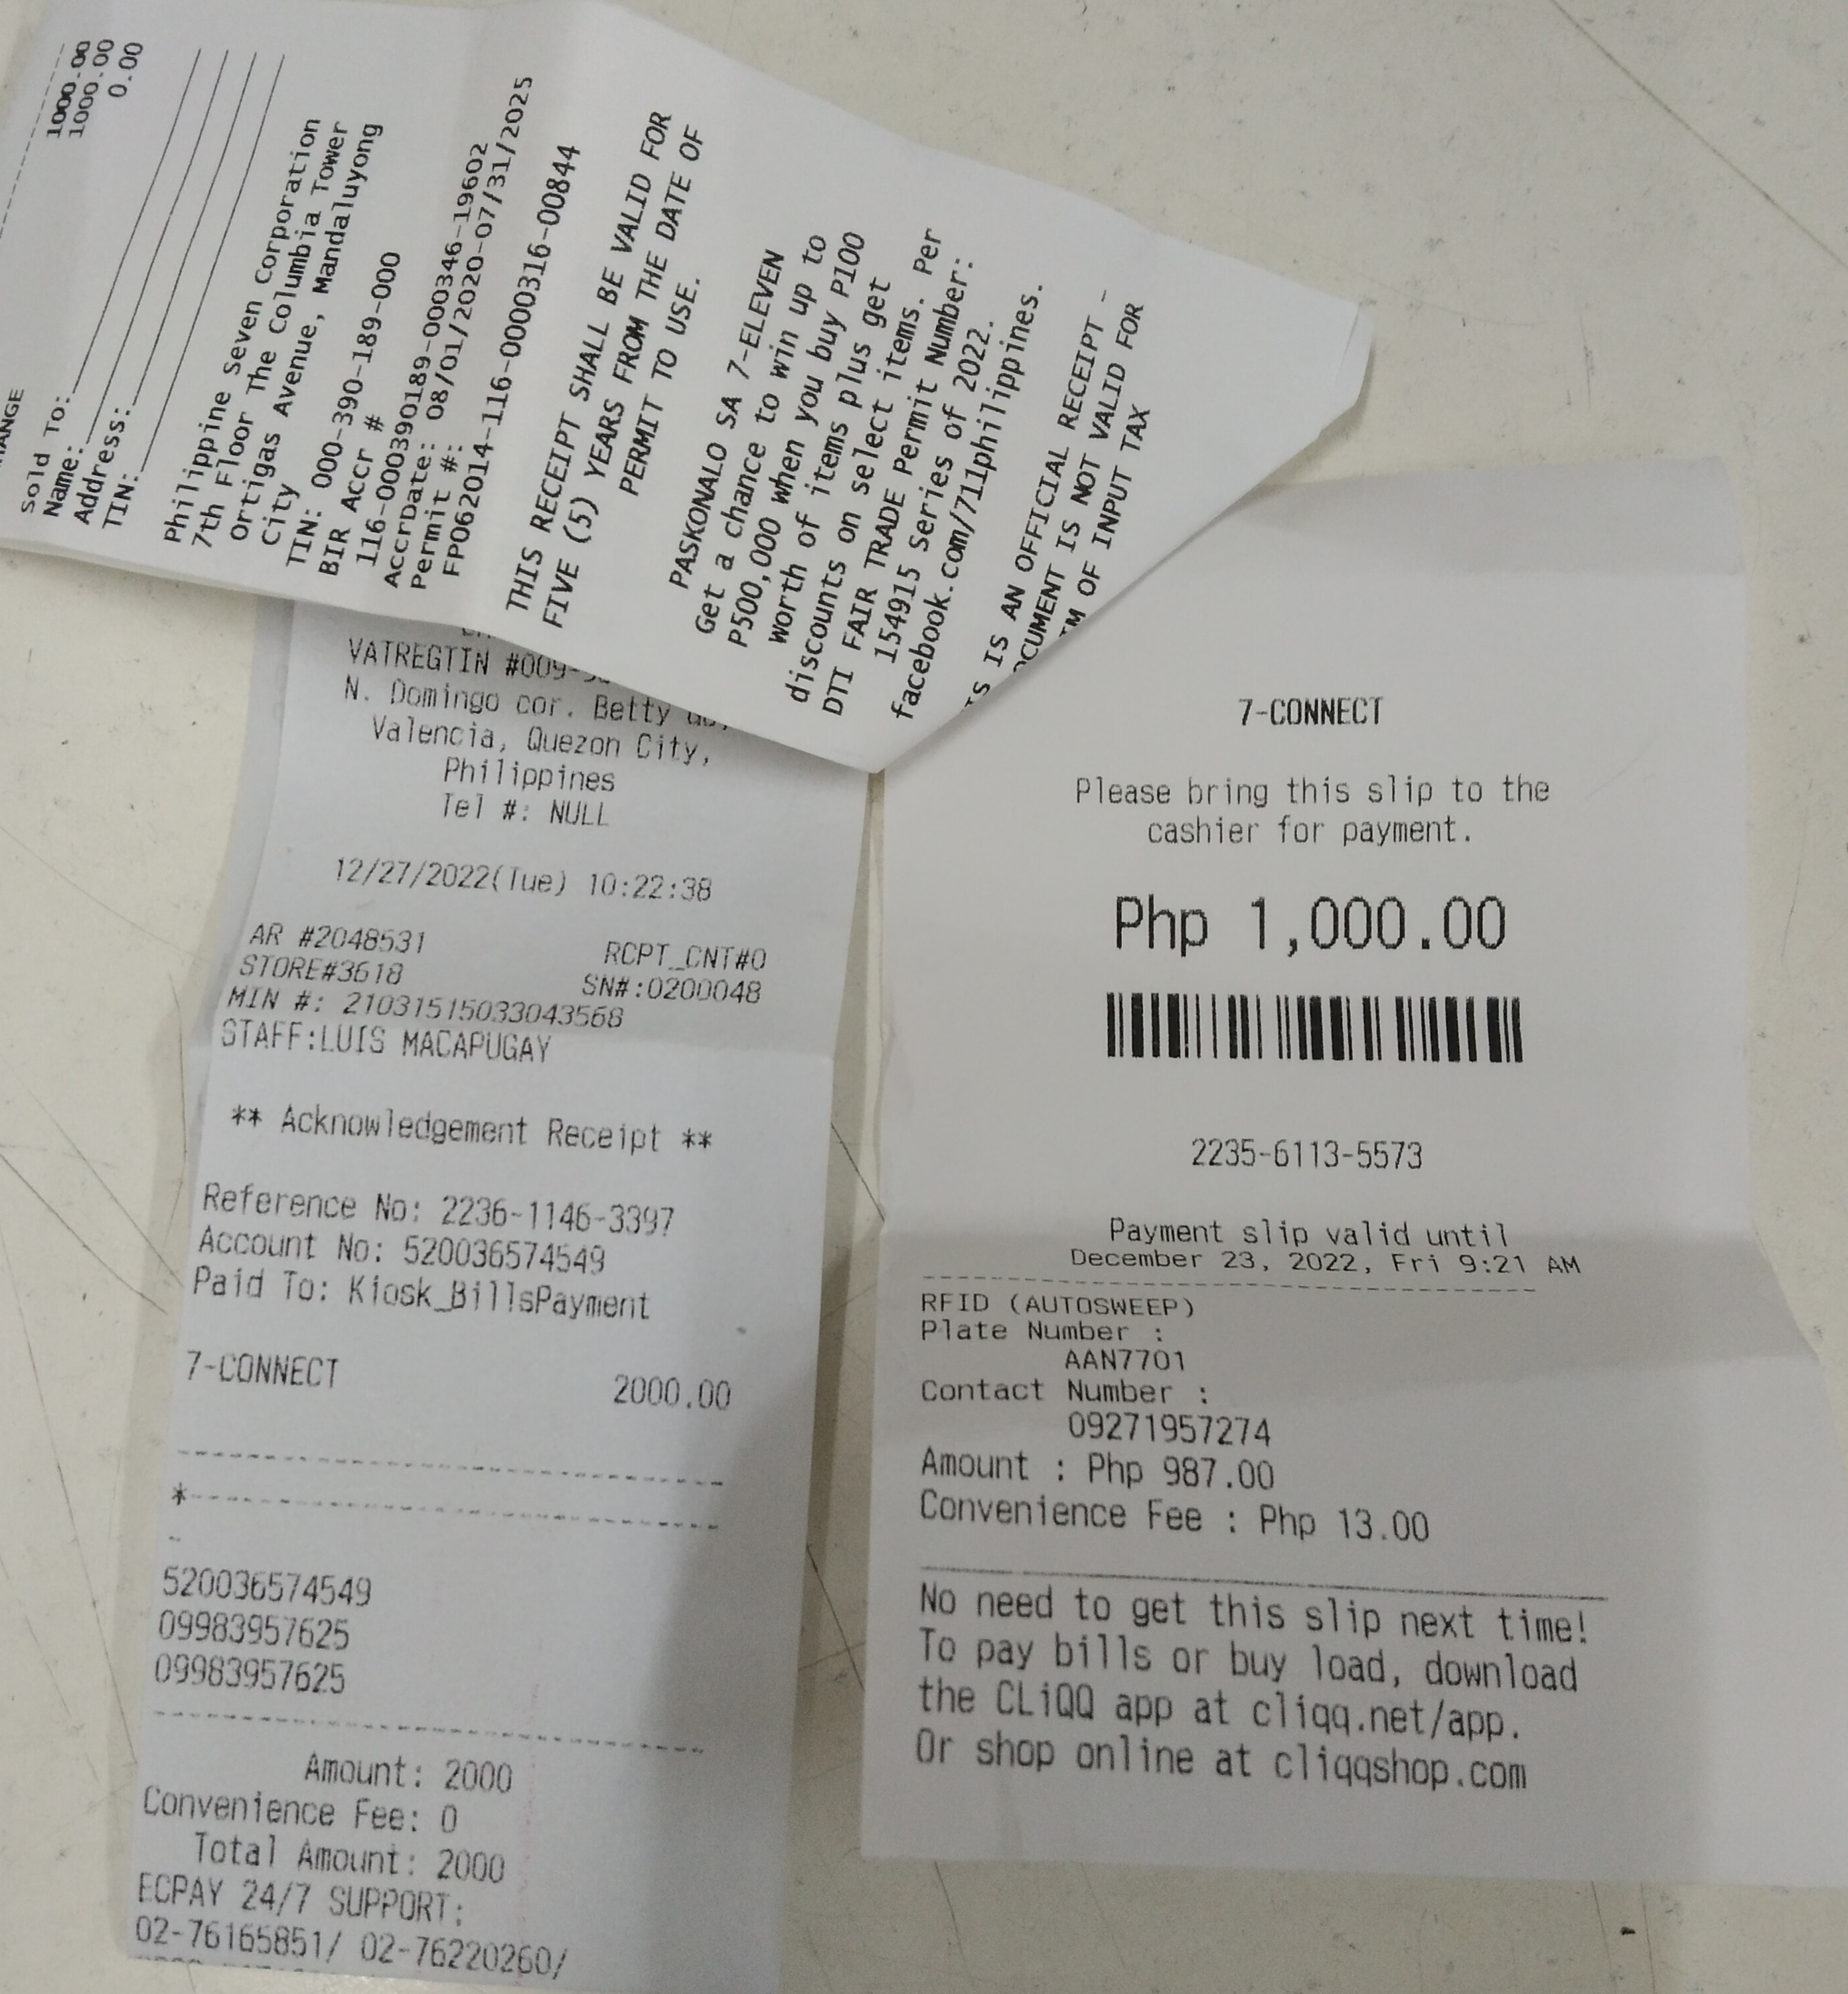 1000.00
1000.00
0.00
Sold To:
Name:
Address:
TIN:
Philippine Seven Corporation
7th Floor The Columbia Tower
Ortigas Avenue, Mandaluyong
City
TIN: 000-390-189-000
BIR Accr #
116-000390189-000346-19602
AccrDate: 08/01/2020-07/31/2025
Permit #:
FP062014-116-0000316-00844
THIS RECEIPT SHALL BE VALID FOR
FIVE (5) YEARS FROM THE DATE OF
PERMIT TO USE.
PASKONALO SA 7-ELEVEN
Get a chance to win up to
P500,000 when you buy P100
worth of items plus get
discounts on select items. Per
DTI FAIR TRADE Permit Number:
154915 Series of 2022.
facebook.com/711philippines.
IS AN OFFICIAL RECEIPT -
IS NOT VALID FOR
OF INPUT TAX
VATREGTIN
N. Domingo cor. Betty
Valencia, Quezon City,
Philippines
Tel #: NULL
12/27/2022(Tue) 10:22:38
AR #2048531 RCPT_CNT#0
STORE#3618 SN#:0200048
MIN #: 21031515033043568
STAFF:LUIS MACAPUGAY
** Acknowledgement Receipt **
Reference No: 2236-1146-3397
Account No: 520036574549
Paid To: Kiosk_BillsPayment
7-CONNECT 2000.00
*
-
520036574549
09983957625
09983957625
Amount: 2000
Convenience Fee: 0
Total Amount: 2000
ECPAY 24/7 SUPPORT:
02-76165851/ 02-76220260/
7-CONNECT
Please bring this slip to the
cashier for payment.
Php 1,000.00
2235-6113-5573
Payment slip valid until
December 23, 2022, Fri 9:21 AM
RFID (AUTOSWEEP)
Plate Number :
AAN7701
Contact Number :
09271957274
Amount : Php 987.00
Convenience Fee : Php 13.00
No need to get this slip next time!
To pay bills or buy load, download
the CLiQQ app at cliqq.net/app.
Or shop online at cliqqshop.com